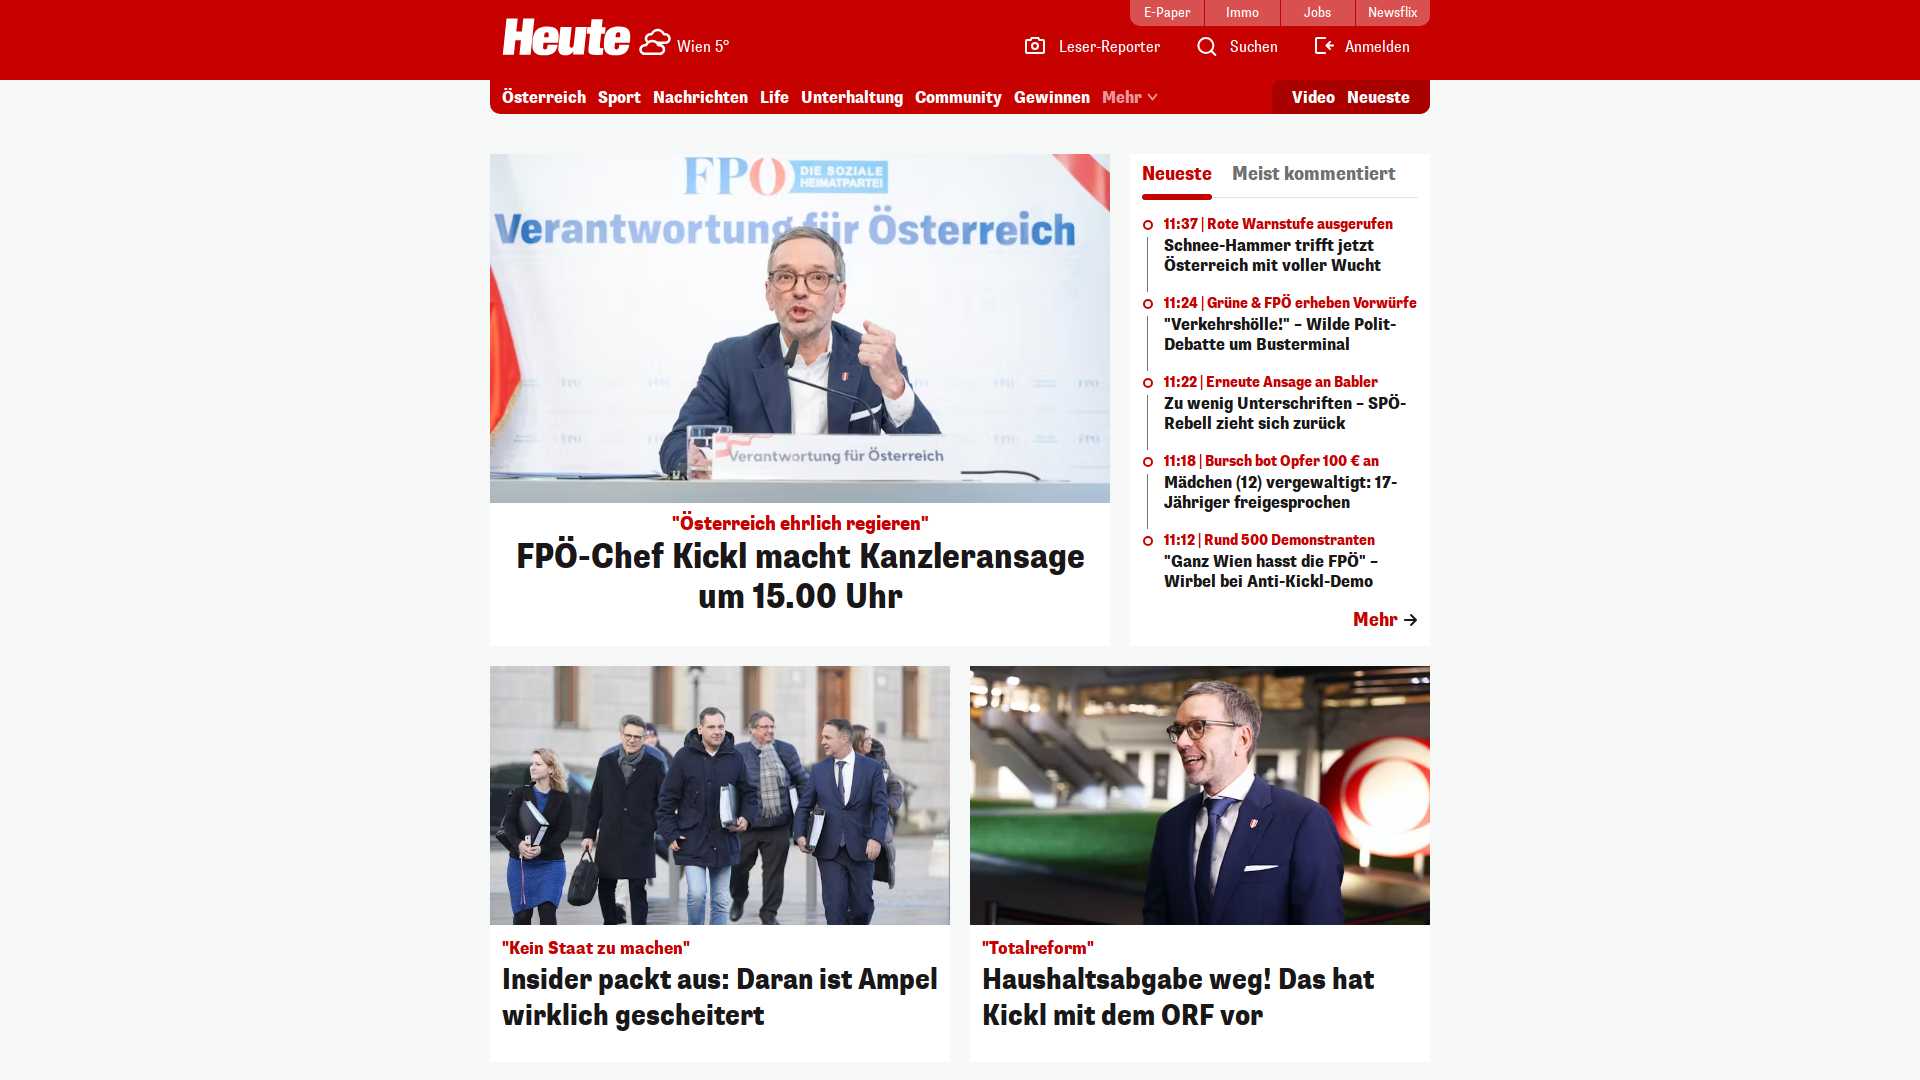 E-Paper
Immo
Jobs
Newsflix
Heute
Wien 5°
Leser-Reporter
Suchen
Anmelden
Österreich
Sport
Nachrichten
Life
Unterhaltung
Community
Gewinnen
Mehr
Video
Neueste
FPÖ DIE SOZIALE
HEIMATPARTEI
Verantwortung für Österreich
Verantwortung für Österreich
"Österreich ehrlich regieren"
FPÖ-Chef Kickl macht Kanzleransage
um 15.00 Uhr
Neueste
Meist kommentiert
11:37 | Rote Warnstufe ausgerufen
Schnee-Hammer trifft jetzt
Österreich mit voller Wucht
11:24 | Grüne & FPÖ erheben Vorwürfe
"Verkehrshölle!" – Wilde Polit-
Debatte um Busterminal
11:22 | Erneute Ansage an Babler
Zu wenig Unterschriften – SPÖ-
Rebell zieht sich zurück
11:18 | Bursch bot Opfer 100 € an
Mädchen (12) vergewaltigt: 17-
Jähriger freigesprochen
11:12 | Rund 500 Demonstranten
"Ganz Wien hasst die FPÖ" –
Wirbel bei Anti-Kickl-Demo
Mehr
"Kein Staat zu machen"
Insider packt aus: Daran ist Ampel
wirklich gescheitert
"Totalreform"
Haushaltsabgabe weg! Das hat
Kickl mit dem ORF vor